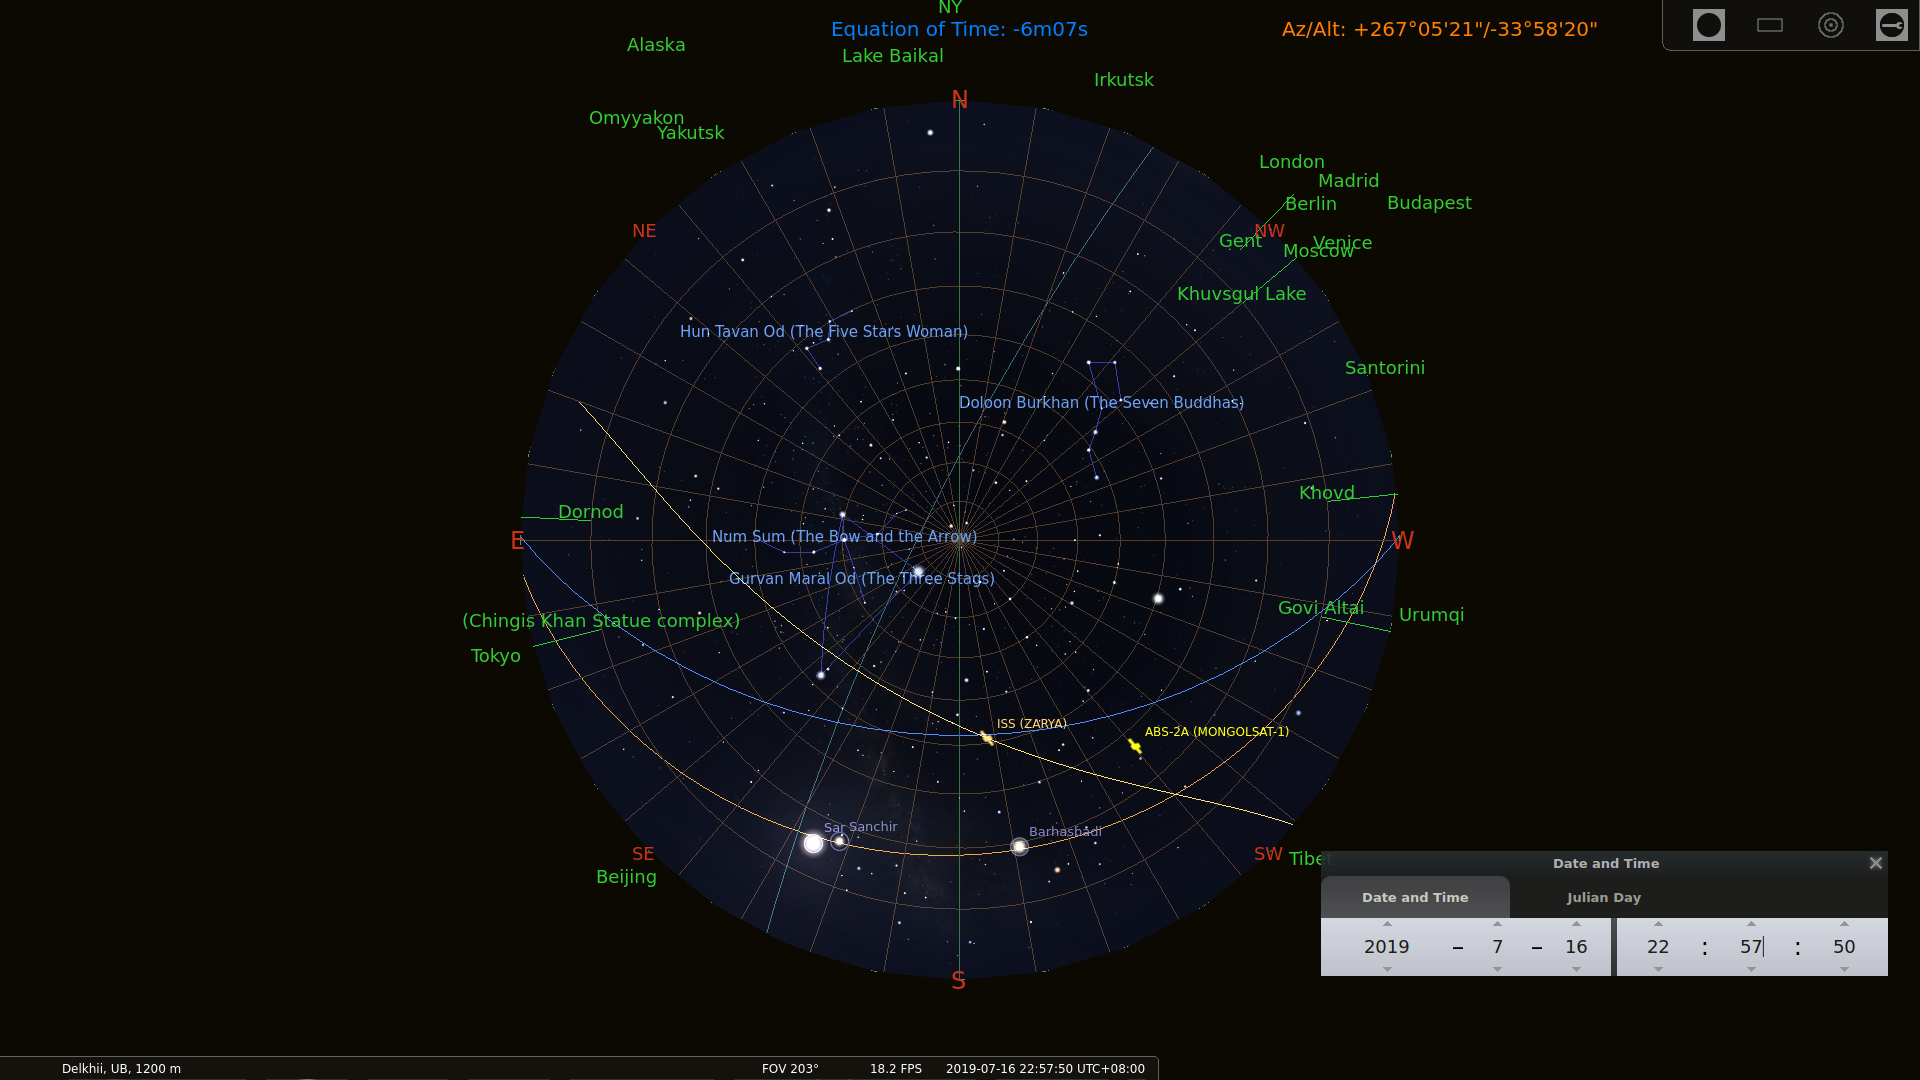 NY
Equation of Time: -6m07s
Az/Alt: +267°05'21"/-33°58'20"
Alaska
Lake Baikal
Irkutsk
N
Omyyakon
Yakutsk
London
Madrid
Berlin
Budapest
NE
NW
Gent
Venice
Moscow
Khuvsgul Lake
Hun Tavan Od (The Five Stars Woman)
Santorini
Doloon Burkhan (The Seven Buddhas)
Khovd
Dornod
E
Num Sum (The Bow and the Arrow)
W
Gurvan Maral Od (The Three Stags)
Govi Altai
Urumqi
(Chingis Khan Statue complex)
Tokyo
ISS (ZARYA)
ABS-2A (MONGOLSAT-1)
Sar
Sanchir
Barhashadi
SE
SW
Beijing
Date and Time
Date and Time
Julian Day
2019 - 7 - 16 22 : 57 : 50
S
Delkhii, UB, 1200 m
FOV 203°
18.2 FPS
2019-07-16 22:57:50 UTC+08:00